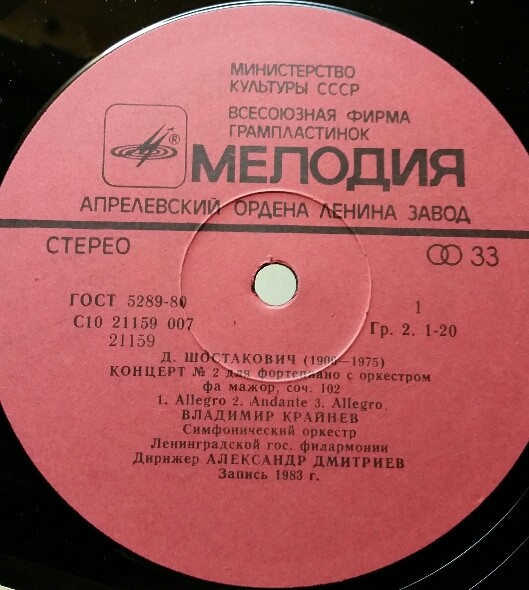 МИНИСТЕРСТВО
КУЛЬТУРЫ СССР
ВСЕСОЮЗНАЯ ФИРМА
ГРАМПЛАСТИНОК
®
МЕЛОДИЯ
АПРЕЛЕВСКИЙ ОРДЕНА ЛЕНИНА ЗАВОД
СТЕРЕО
33
ГОСТ 5289-80
С10 21159 007
21159
1
Гр. 2. 1-20
Д. ШОСТАКОВИЧ (1906—1975)
КОНЦЕРТ № 2 для фортепиано с оркестром
фа мажор, соч. 102
1. Allegro 2. Andante 3. Allegro
ВЛАДИМИР КРАЙНЕВ
Симфонический оркестр
Ленинградской гос. филармонии
Дирижер АЛЕКСАНДР ДМИТРИЕВ
Запись 1983 г.